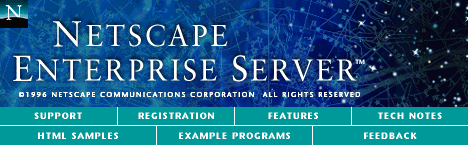 N
NETSCAPE
ENTERPRISE SERVER™
©1996 NETSCAPE COMMUNICATIONS CORPORATION ALL RIGHTS RESERVED
SUPPORT REGISTRATION FEATURES TECH NOTES
HTML SAMPLES EXAMPLE PROGRAMS FEEDBACK